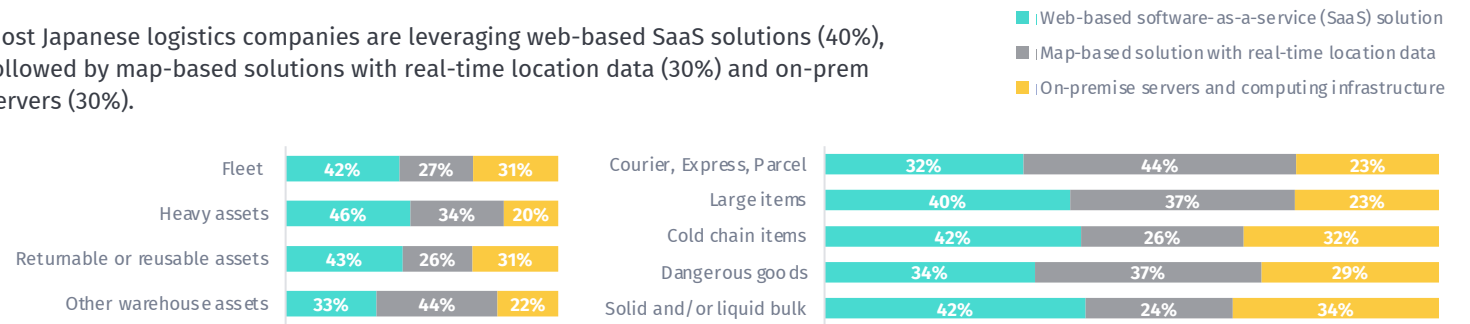 ost Japanese logistics companies are leveraging web-based SaaS solutions (40%),
ollowed by map-based solutions with real-time location data (30%) and on-prem
ervers (30%).
Web-based software-as-a-service (SaaS) solution
Map-based solution with real-time location data
On-premise servers and computing infrastructure
Fleet 42% 27% 31%
Heavy assets 46% 34% 20%
Returnable or reusable assets 43% 26% 31%
Other warehouse assets 33% 44% 22%
Courier, Express, Parcel 32% 44% 23%
Large items 40% 37% 23%
Cold chain items 42% 26% 32%
Dangerous goods 34% 37% 29%
Solid and/or liquid bulk 42% 24% 34%